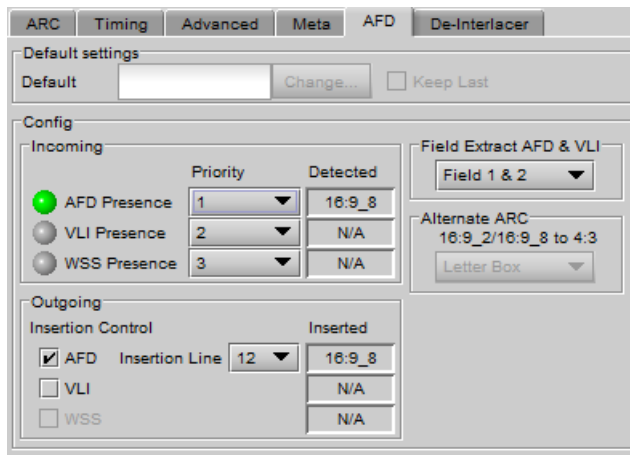 ARC Timing Advanced Meta AFD De-Interlacer
Default settings
Default Change... Keep Last
Config
Incoming
Priority Detected
AFD Presence 1 16:9_8
VLI Presence 2 N/A
WSS Presence 3 N/A
Field Extract AFD & VLI
Field 1 & 2
Alternate ARC
16:9_2/16:9_8 to 4:3
Letter Box
Outgoing
Insertion Control Inserted
AFD Insertion Line 12 16:9_8
VLI N/A
WSS N/A